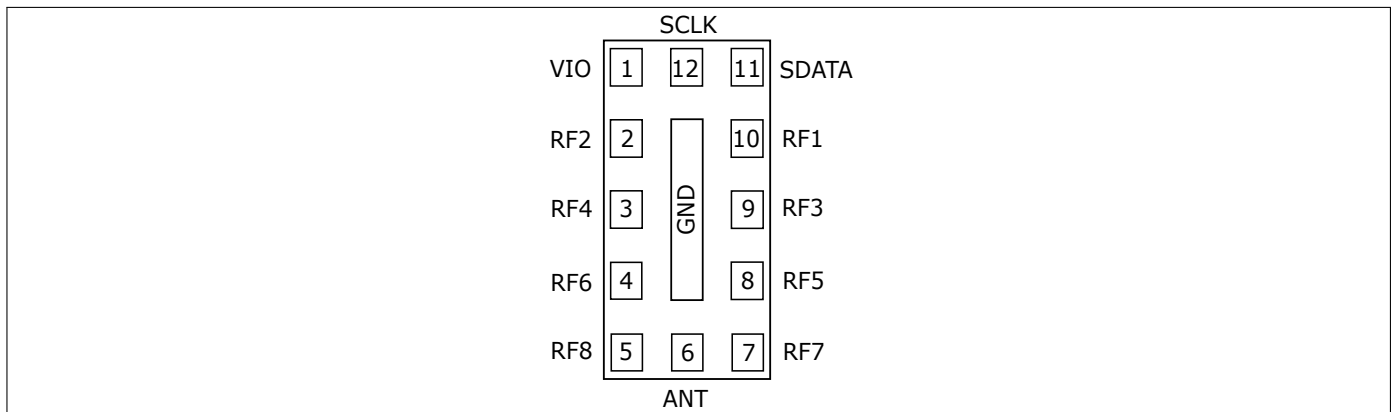 SCLK
VIO 1 12 11 SDATA
RF2 2 10 RF1
RF4 3 GND 9 RF3
RF6 4 8 RF5
RF8 5 6 7 RF7
ANT